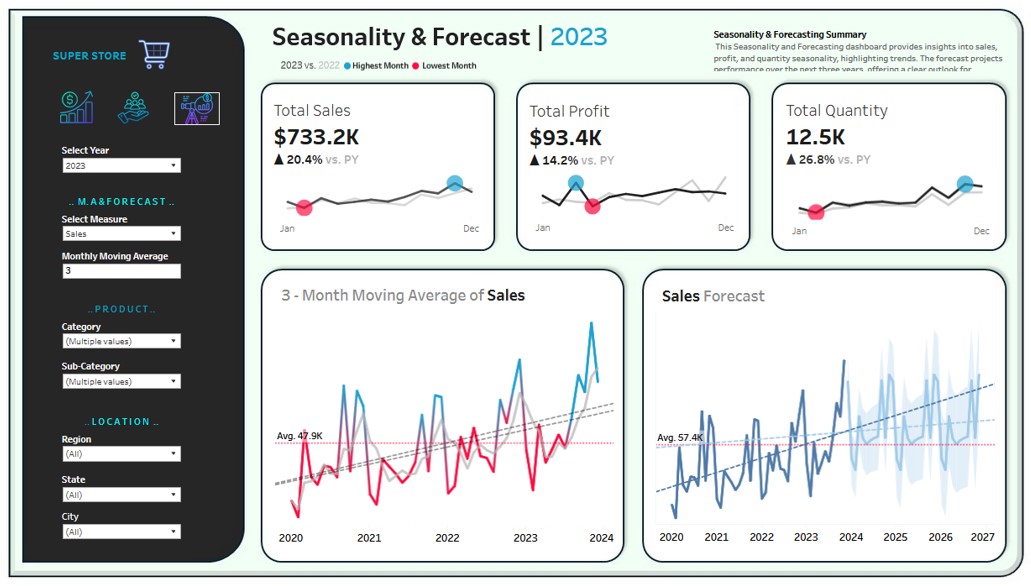 SUPER STORE
Select Year
2023
.. M.A&FORECAST ..
Select Measure
Sales
Monthly Moving Average
3
..PRODUCT..
Category
(Multiple values)
Sub-Category
(Multiple values)
..LOCATION ..
Region
(All)
State
(All)
City
(All)
Seasonality & Forecast | 2023
2023 vs. 2022 Highest Month Lowest Month
Seasonality & Forecasting Summary
This Seasonality and Forecasting dashboard provides insights into sales,
profit, and quantity seasonality, highlighting trends. The forecast projects
performance over the next three years, offering a clear outlook for
Total Sales
$733.2K
▲ 20.4% vs. PY
Jan Dec
Total Profit
$93.4K
▲ 14.2% vs. PY
Jan Dec
Total Quantity
12.5K
▲ 26.8% vs. PY
Jan Dec
3 - Month Moving Average of Sales
Avg. 47.9K
2020 2021 2022 2023 2024
Sales Forecast
Avg. 57.4K
2020 2021 2022 2023 2024 2025 2026 2027